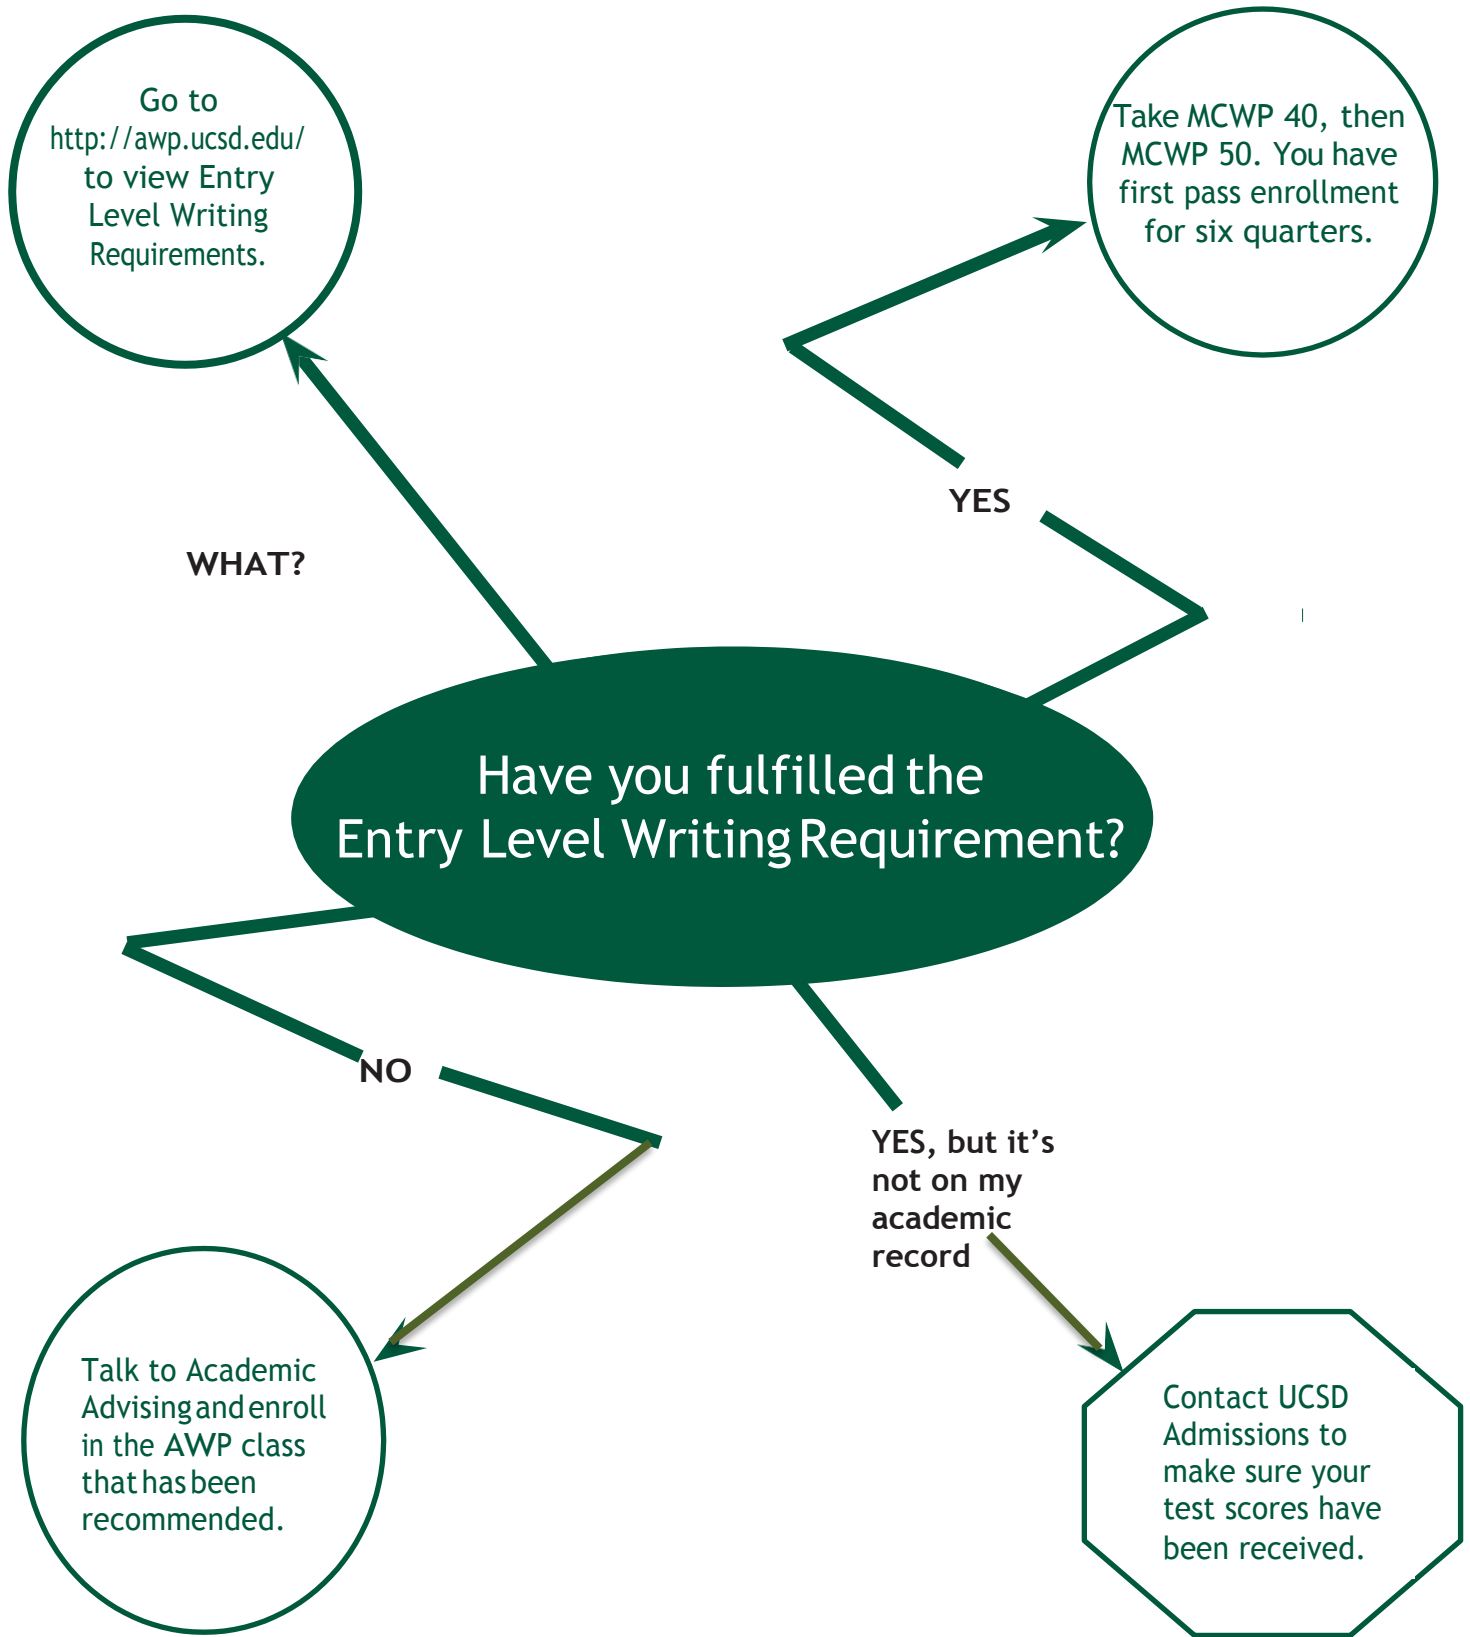 Go to
http://awp.ucsd.edu/
to view Entry
Level Writing
Requirements.
Take MCWP 40, then
MCWP 50. You have
first pass enrollment
for six quarters.
YES
WHAT?
Have you fulfilled the
Entry Level Writing Requirement?
NO
YES, but it’s
not on my
academic
record
Talk to Academic
Advising and enroll
in the AWP class
that has been
recommended.
Contact UCSD
Admissions to
make sure your
test scores have
been received.